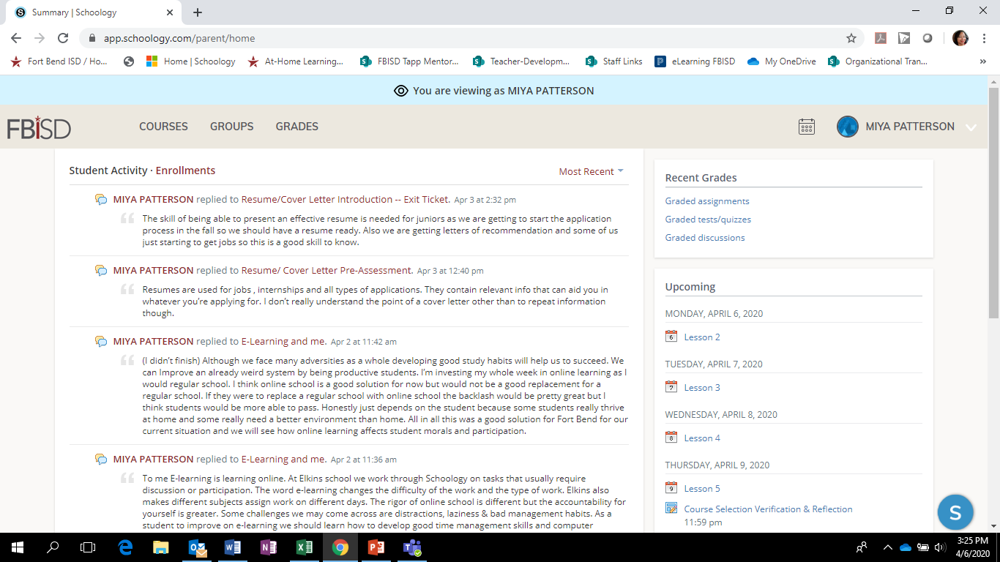 Summary | Schoology
app.schoology.com/parent/home
Fort Bend ISD / Ho...
Home | Schoology
At-Home Learning...
FBISD Tapp Mentor...
Teacher-Developm...
Staff Links
eLearning FBISD
My OneDrive
Organizational Tran...
You are viewing as MIYA PATTERSON
FBISD
COURSES
GROUPS
GRADES
MIYA PATTERSON
Student Activity · Enrollments
Most Recent
MIYA PATTERSON replied to Resume/Cover Letter Introduction -- Exit Ticket. Apr 3 at 2:32 pm
The skill of being able to present an effective resume is needed for juniors as we are getting to start the application
process in the fall so we should have a resume ready. Also we are getting letters of recommendation and some of us
just starting to get jobs so this is a good skill to know.
MIYA PATTERSON replied to Resume/ Cover Letter Pre-Assessment. Apr 3 at 12:40 pm
Resumes are used for jobs , internships and all types of applications. They contain relevant info that can aid you in
whatever you're applying for. I don't really understand the point of a cover letter other than to repeat information
though.
MIYA PATTERSON replied to E-Learning and me. Apr 2 at 11:42 am
(I didn't finish) Although we face many adversities as a whole developing good study habits will help us to succeed. We
can Improve an already weird system by being productive students. I'm investing my whole week in online learning as I
would regular school. I think online school is a good solution for now but would not be a good replacement for a
regular school. If they were to replace a regular school with online school the backlash would be pretty great but I
think students would be more able to pass. Honestly just depends on the student because some students really thrive
at home and some really need a better environment than home. All in all this was a good solution for Fort Bend for our
current situation and we will see how online learning affects student morals and participation.
MIYA PATTERSON replied to E-Learning and me. Apr 2 at 11:36 am
To me E-learning is learning online. At Elkins school we work through Schoology on tasks that usually require
discussion or participation. The word e-learning changes the difficulty of the work and the type of work. Elkins also
makes different subjects assign work on different days. The rigor of online school is different but the accountability for
yourself is greater. Some challenges we may come across are distractions, laziness & bad management habits. As a
student to improve on e-learning we should learn how to develop good time management skills and computer
Recent Grades
Graded assignments
Graded tests/quizzes
Graded discussions
Upcoming
MONDAY, APRIL 6, 2020
6
Lesson 2
TUESDAY, APRIL 7, 2020
7
Lesson 3
WEDNESDAY, APRIL 8, 2020
8
Lesson 4
THURSDAY, APRIL 9, 2020
9
Lesson 5
Course Selection Verification & Reflection
11:59 pm
S
3:25 PM
4/6/2020